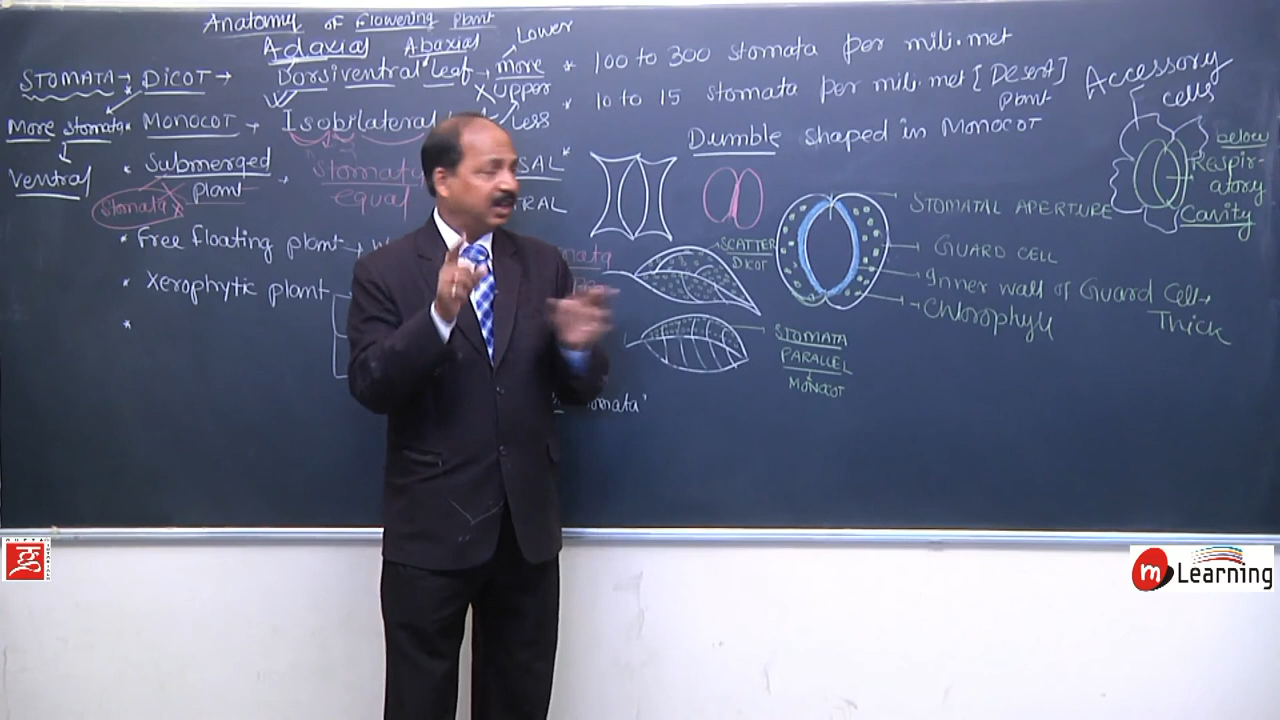 Anatomy of Flowering Plant
Adaxial Abaxial Lower
STOMATA → DICOT → Dorsiventral Leaf → more
X Upper
More stomata * MONOCOT → Isobilateral Less
Ventral
* Submerged plant
Stomata X
Stomata equal
SAL
TRAL
* Free floating plant →
* Xerophytic plant
*
* 100 to 300 stomata per mili.met
* 10 to 15 stomata per mili.met [Desert Plant]
* Dumble shaped in Monocot
SCATTER
DICOT
STOMATA
PARALLEL
MONOCOT
STOMATAL APERTURE
GUARD CELL
Inner wall of Guard Cell → Thick
Chlorophyll
Accessory cells
below
Respiratory
Cavity
m Learning